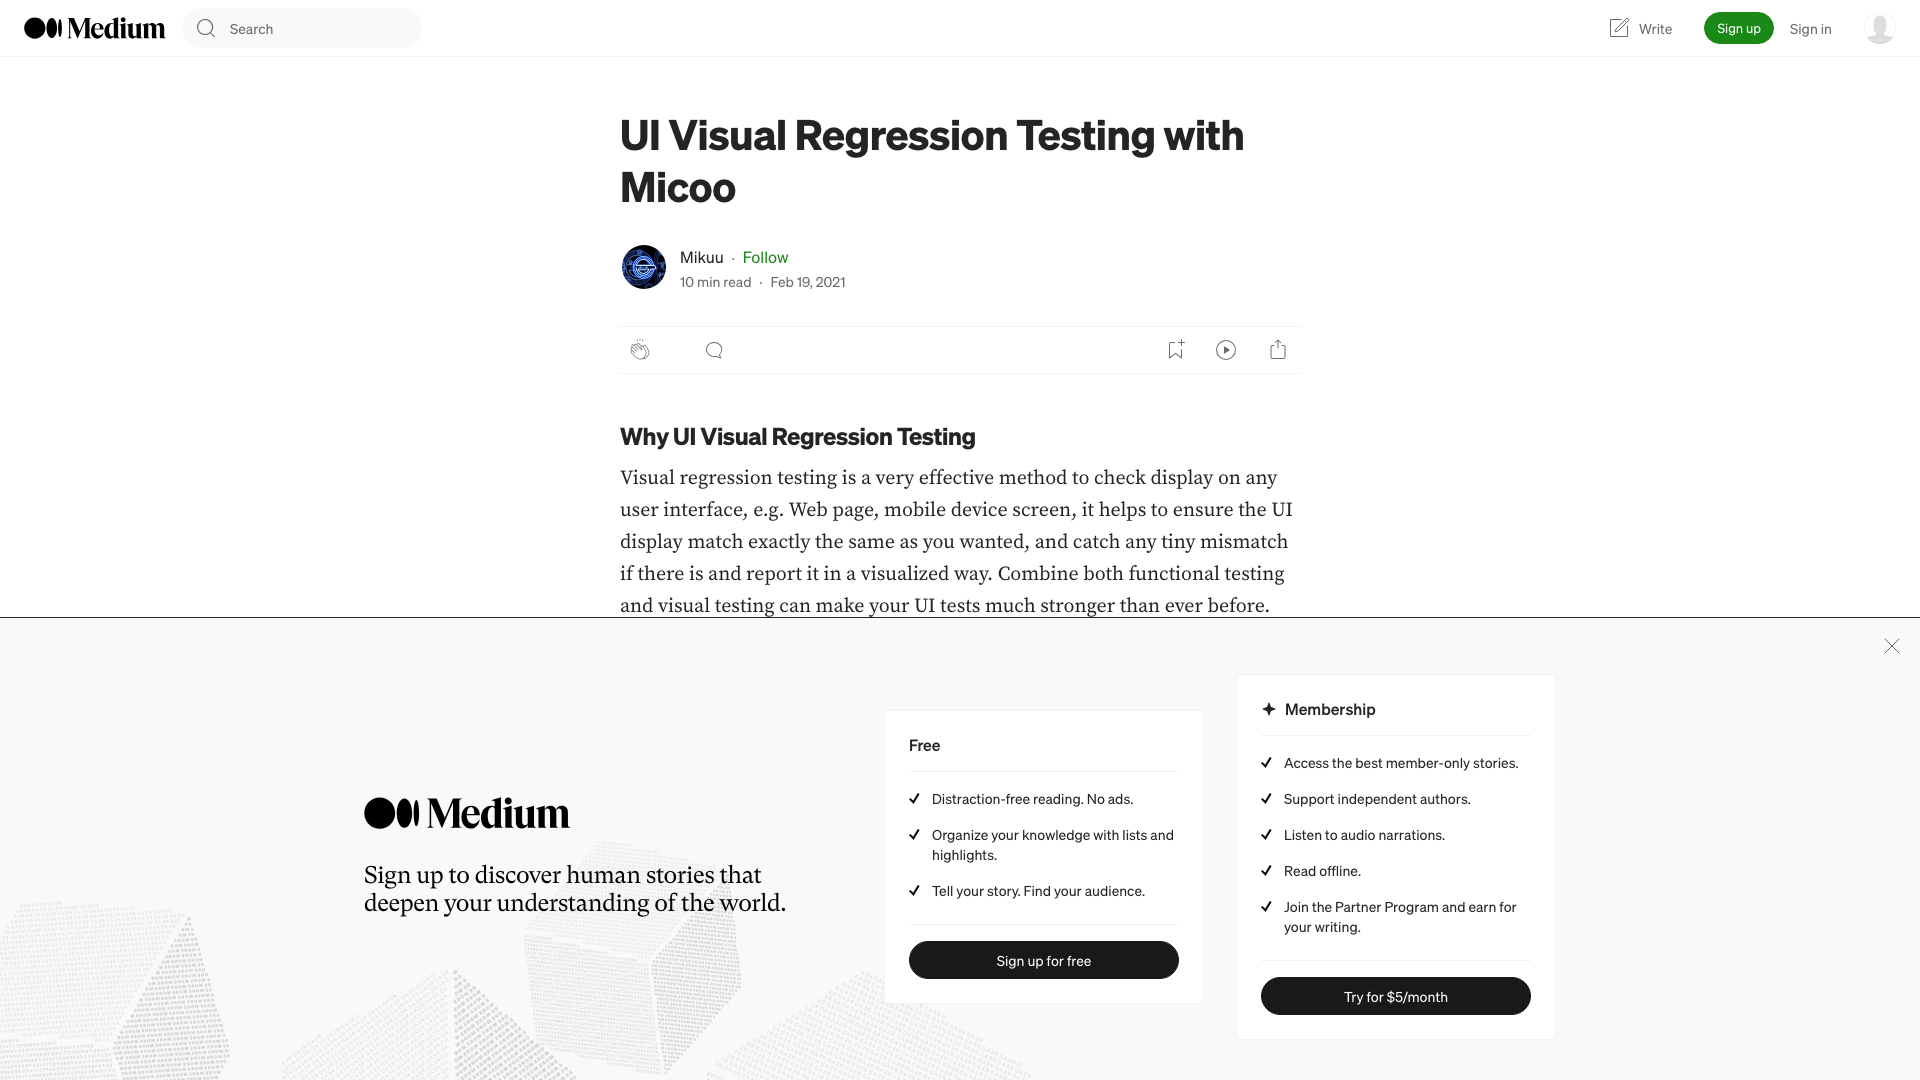 Medium
Search
Write
Sign up
Sign in
UI Visual Regression Testing with
Micoo
Mikuu · Follow
10 min read · Feb 19, 2021
Why UI Visual Regression Testing
Visual regression testing is a very effective method to check display on any
user interface, e.g. Web page, mobile device screen, it helps to ensure the UI
display match exactly the same as you wanted, and catch any tiny mismatch
if there is and report it in a visualized way. Combine both functional testing
and visual testing can make your UI tests much stronger than ever before.
Medium
Sign up to discover human stories that
deepen your understanding of the world.
Free
Distraction-free reading. No ads.
Organize your knowledge with lists and
highlights.
Tell your story. Find your audience.
Sign up for free
Membership
Access the best member-only stories.
Support independent authors.
Listen to audio narrations.
Read offline.
Join the Partner Program and earn for
your writing.
Try for $5/month